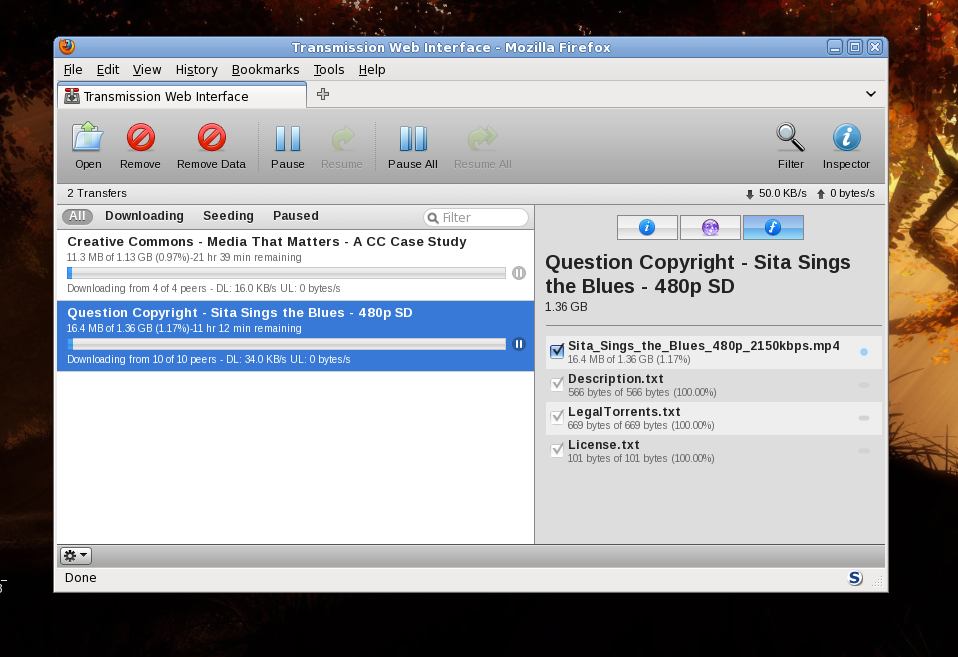 Transmission Web Interface - Mozilla Firefox
File Edit View History Bookmarks Tools Help
Transmission Web Interface
Open Remove Remove Data Pause Resume Pause All Resume All Filter Inspector
2 Transfers 50.0 KB/s 0 bytes/s
All Downloading Seeding Paused Filter
Creative Commons - Media That Matters - A CC Case Study
11.3 MB of 1.13 GB (0.97%)-21 hr 39 min remaining
Downloading from 4 of 4 peers - DL: 16.0 KB/s UL: 0 bytes/s
Question Copyright - Sita Sings the Blues - 480p SD
16.4 MB of 1.36 GB (1.17%)-11 hr 12 min remaining
Downloading from 10 of 10 peers - DL: 34.0 KB/s UL: 0 bytes/s
Question Copyright - Sita Sings
the Blues - 480p SD
1.36 GB
Sita_Sings_the_Blues_480p_2150kbps.mp4
16.4 MB of 1.36 GB (1.17%)
Description.txt
566 bytes of 566 bytes (100.00%)
LegalTorrents.txt
669 bytes of 669 bytes (100.00%)
License.txt
101 bytes of 101 bytes (100.00%)
Done